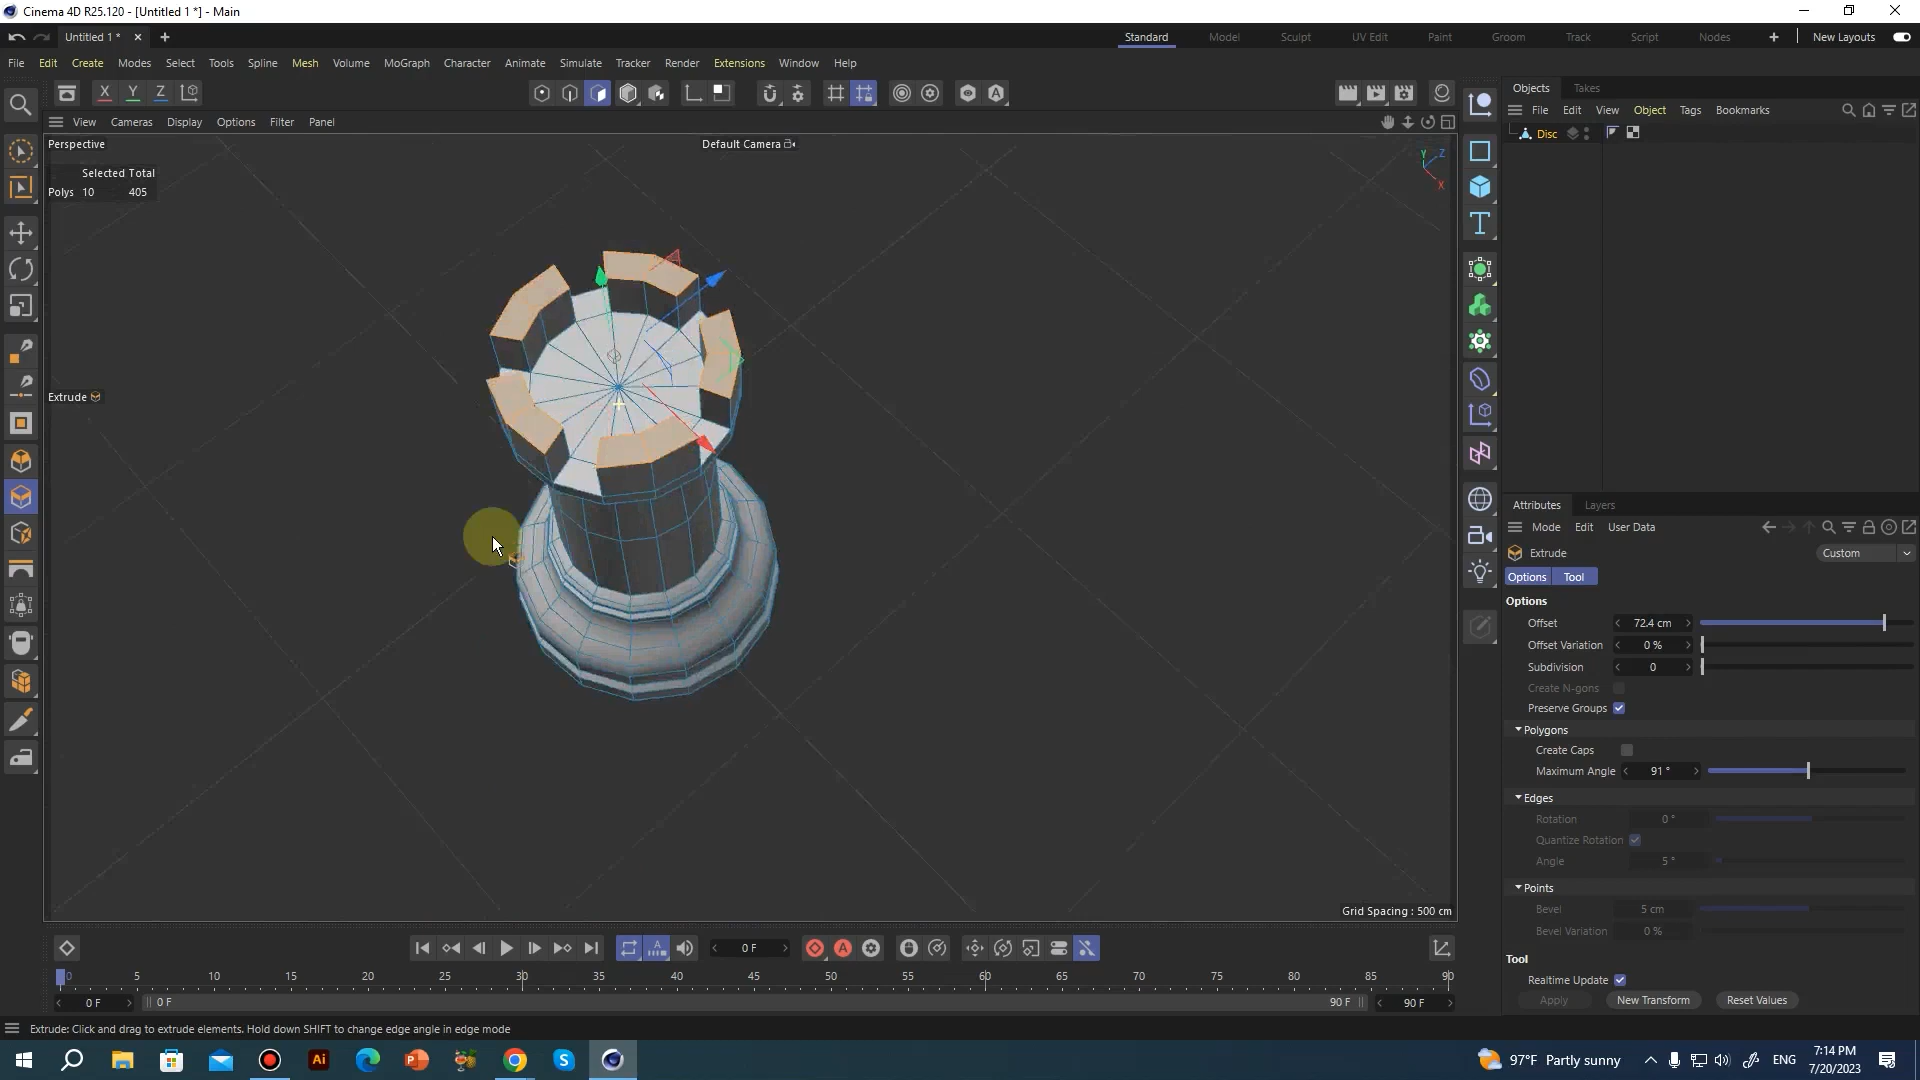 Cinema 4D R25.120 - [Untitled 1 *] - Main
Untitled 1 *
Standard Model Sculpt UV Edit Paint Groom Track Script Nodes New Layouts
File Edit Create Modes Select Tools Spline Mesh Volume MoGraph Character Animate Simulate Tracker Render Extensions Window Help
X Y Z
Objects Takes
File Edit View Object Tags Bookmarks
View Cameras Display Options Filter Panel
Disc
Perspective
Default Camera
Y Z X
Selected Total
Polys 10 405
Extrude
Attributes Layers
Mode Edit User Data
Extrude Custom
Options Tool
Options
Offset 72.4 cm
Offset Variation 0 %
Subdivision 0
Create N-gons
Preserve Groups
Polygons
Create Caps
Maximum Angle 91 °
Edges
Rotation 0 °
Quantize Rotation
Angle 5 °
Points
Bevel 5 cm
Bevel Variation 0 %
Grid Spacing : 500 cm
0 F
Tool
Realtime Update
Apply New Transform Reset Values
0 5 10 15 20 25 30 35 40 45 50 55 60 65 70 75 80 85 90
0 F 0 F 90 F 90 F
Extrude: Click and drag to extrude elements. Hold down SHIFT to change edge angle in edge mode
97°F Partly sunny ENG 7:14 PM
7/20/2023